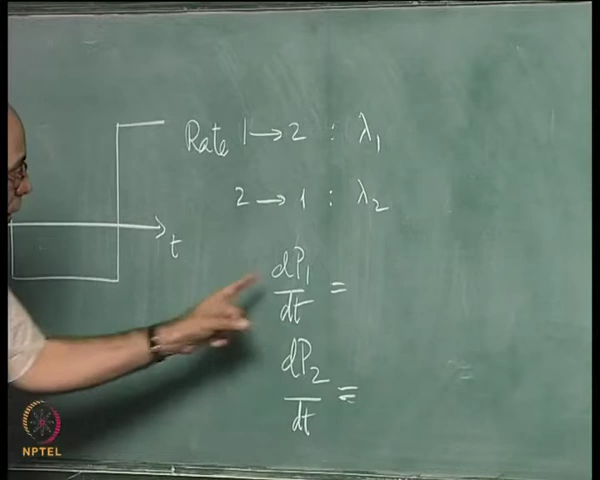 Rate 1 → 2 : λ₁
2 → 1 : λ₂
t
dP₁/dt =
dP₂/dt =
NPTEL